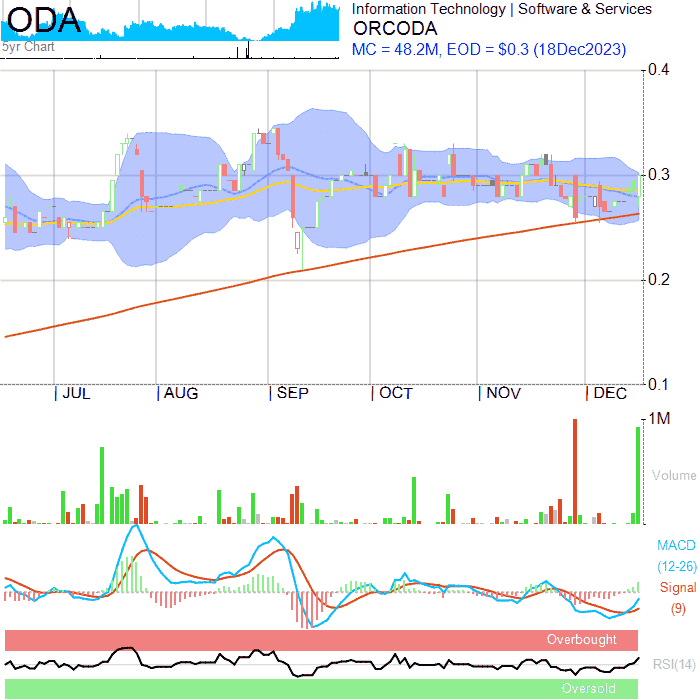 ODA
5yr Chart
Information Technology | Software & Services
ORCODA
MC = 48.2M, EOD = $0.3 (18Dec2023)
0.4
0.3
0.2
0.1
JUL AUG SEP OCT NOV DEC
1M
Volume
MACD
(12-26)
Signal
(9)
Overbought
RSI(14)
Oversold